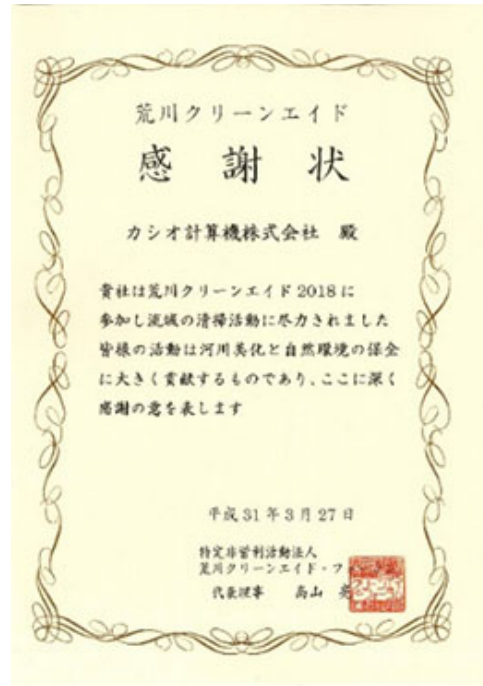 荒川クリーンエイド
感謝状
カシオ計算機株式会社 殿
貴社は荒川クリーンエイド2018に
参加し流域の清掃活動に尽力されました
皆様の活動は河川美化と自然環境の保全
に大きく貢献するものであり、ここに深く
感謝の意を表します
平成31年3月27日
特定非営利活動法人
荒川クリーンエイド・フ
代表理事 高山